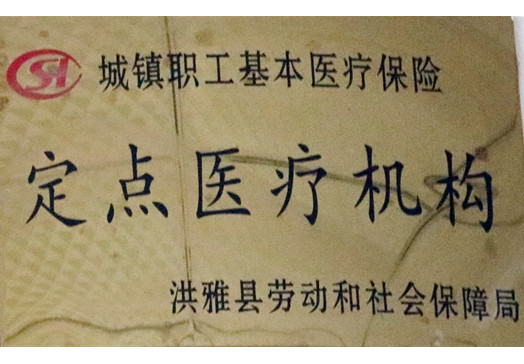 城镇职工基本医疗保险
定点医疗机构
洪雅县劳动和社会保障局